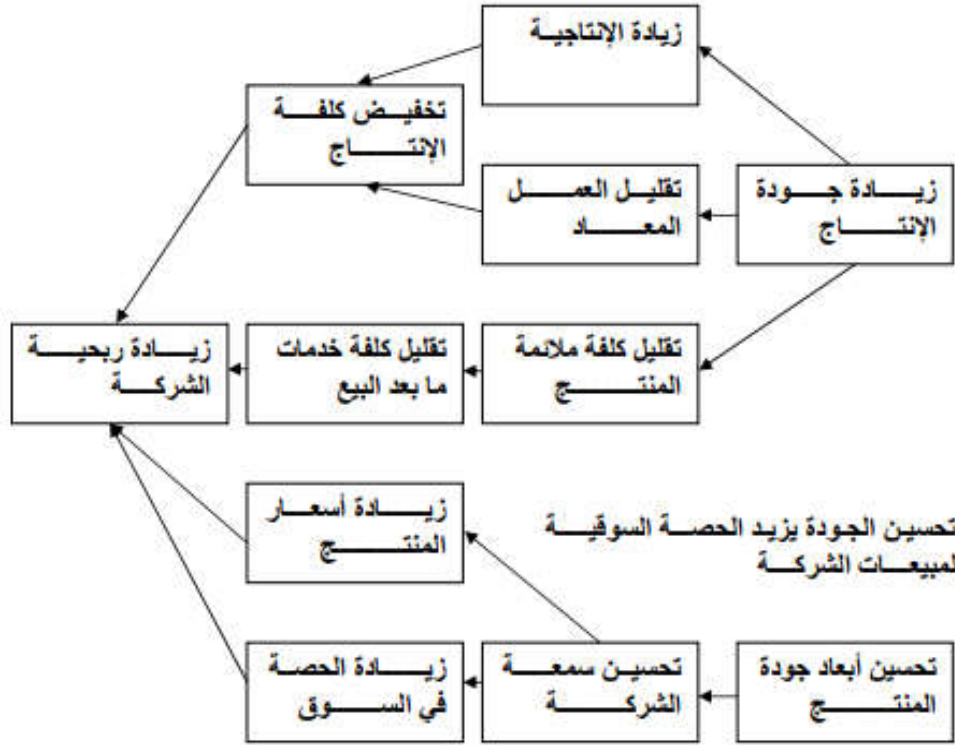 زيادة الإنتاجية
تخفيض كلفة
الإنتاج
تقليل العمل
المعاد
زيادة جودة
الإنتاج
تقليل كلفة ملائمة
المنتج
تقليل كلفة خدمات
ما بعد البيع
زيادة ربحية
الشركة
زيادة أسعار
المنتج
تحسين الجودة يزيد الحصة السوقية
لمبيعات الشركة
تحسين أبعاد جودة
المنتج
تحسين سمعة
الشركة
زيادة الحصة
في السوق